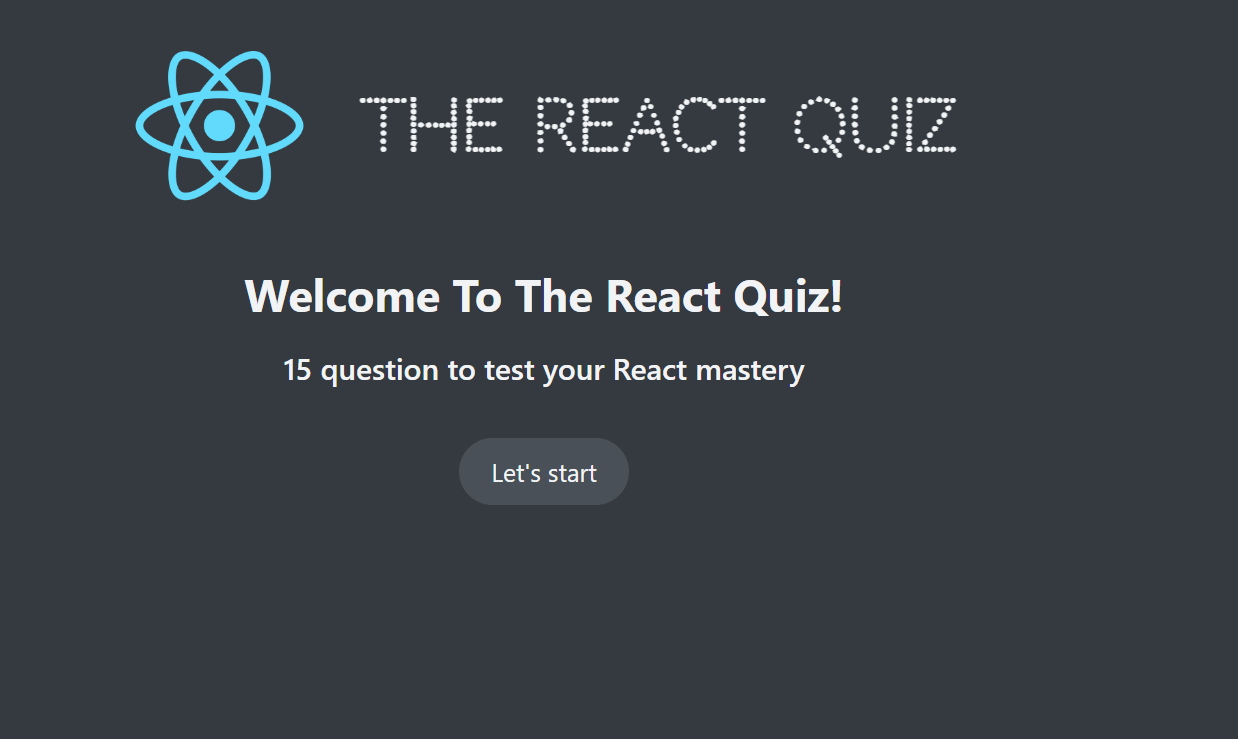 THE REACT QUIZ
Welcome To The React Quiz!
15 question to test your React mastery
Let's start